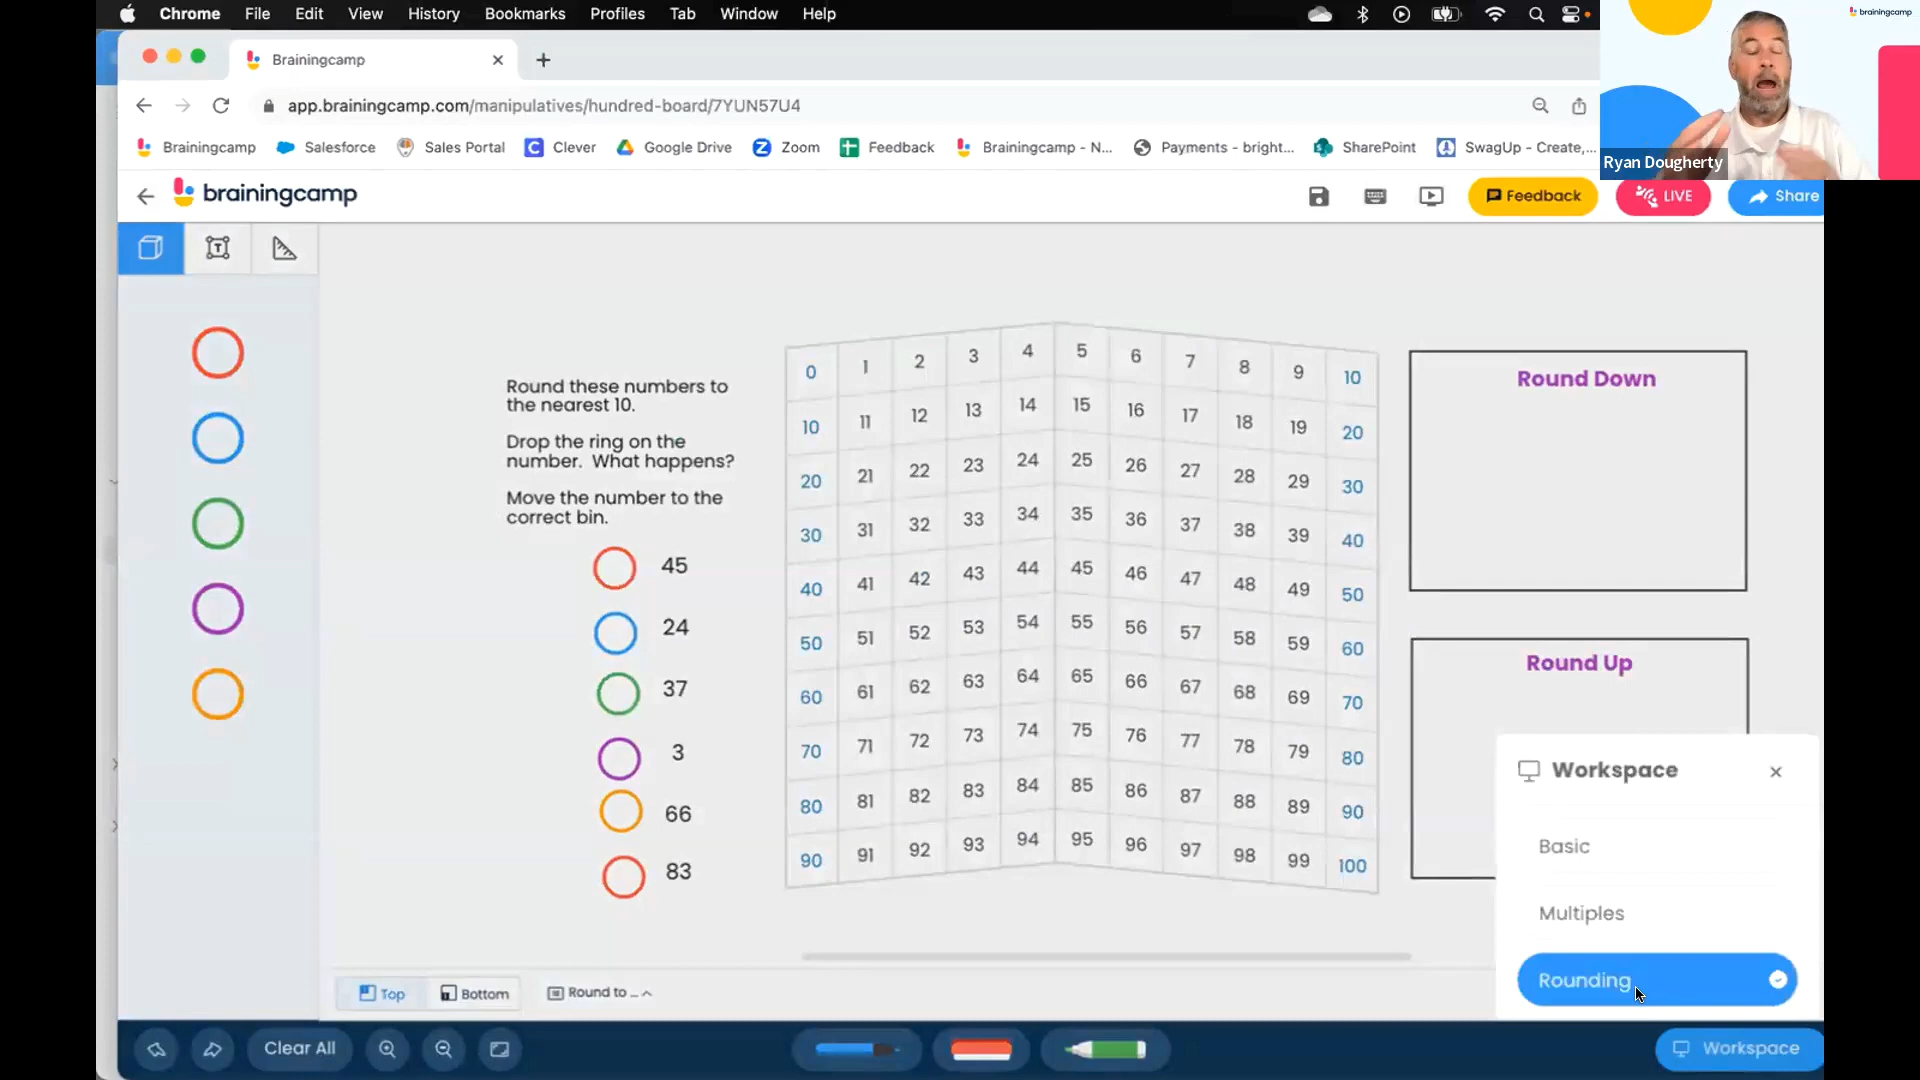 Chrome File Edit View History Bookmarks Profiles Tab Window Help
brainingcamp
Brainingcamp
app.brainingcamp.com/manipulatives/hundred-board/7YUN57U4
Brainingcamp Salesforce Sales Portal Clever Google Drive Zoom Feedback Brainingcamp - N... Payments - bright... SharePoint SwagUp - Create,...
Ryan Dougherty
brainingcamp Feedback LIVE Share
Round these numbers to
the nearest 10.
Drop the ring on the
number. What happens?
Move the number to the
correct bin.
45
24
37
3
66
83
0 1 2 3 4 5 6 7 8 9 10
10 11 12 13 14 15 16 17 18 19 20
20 21 22 23 24 25 26 27 28 29 30
30 31 32 33 34 35 36 37 38 39 40
40 41 42 43 44 45 46 47 48 49 50
50 51 52 53 54 55 56 57 58 59 60
60 61 62 63 64 65 66 67 68 69 70
70 71 72 73 74 75 76 77 78 79 80
80 81 82 83 84 85 86 87 88 89 90
90 91 92 93 94 95 96 97 98 99 100
Round Down
Round Up
Workspace
Basic
Multiples
Rounding
Top Bottom Round to ...
Clear All Workspace